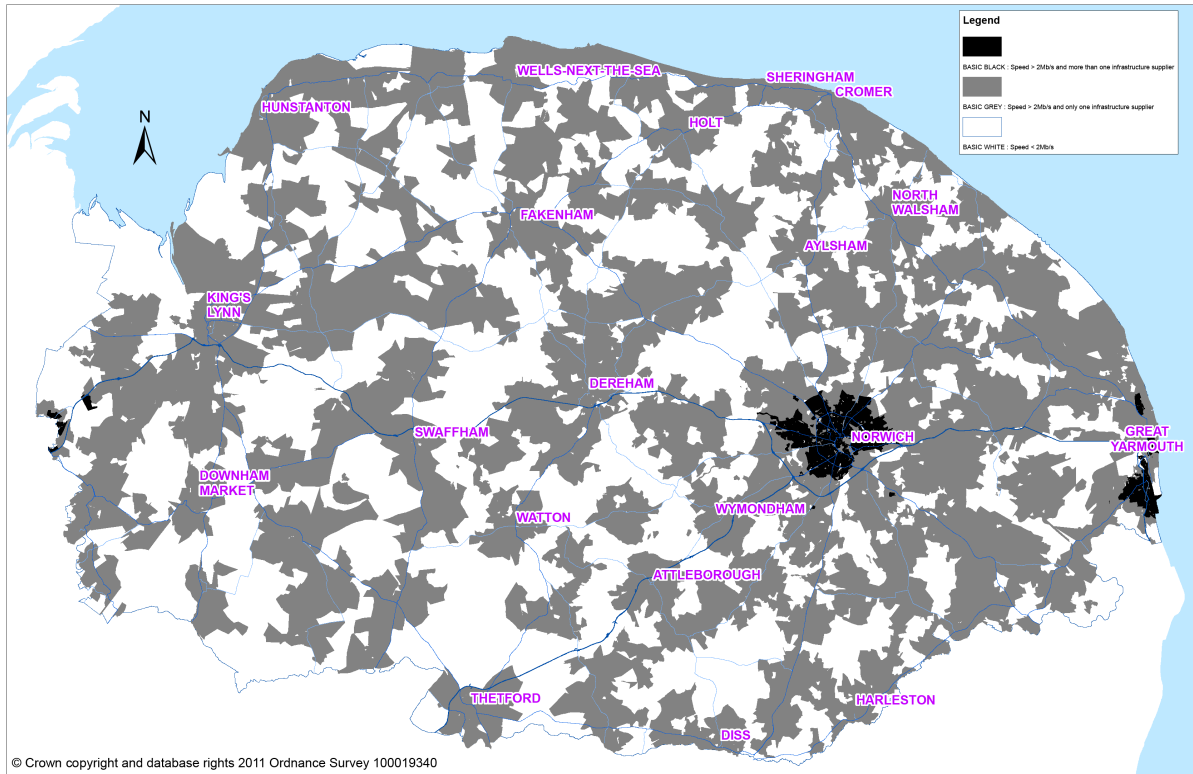 Legend
BASIC BLACK : Speed > 2Mb/s and more than one infrastructure supplier
BASIC GREY : Speed > 2Mb/s and only one infrastructure supplier
BASIC WHITE : Speed < 2Mb/s
N
WELLS-NEXT-THE-SEA
SHERINGHAM
CROMER
HUNSTANTON
HOLT
NORTH
WALSHAM
FAKENHAM
AYLSHAM
KING'S
LYNN
DEREHAM
SWAFFHAM
NORWICH
GREAT
YARMOUTH
DOWNHAM
MARKET
WATTON
WYMONDHAM
ATTLEBOROUGH
THETFORD
HARLESTON
DISS
© Crown copyright and database rights 2011 Ordnance Survey 100019340